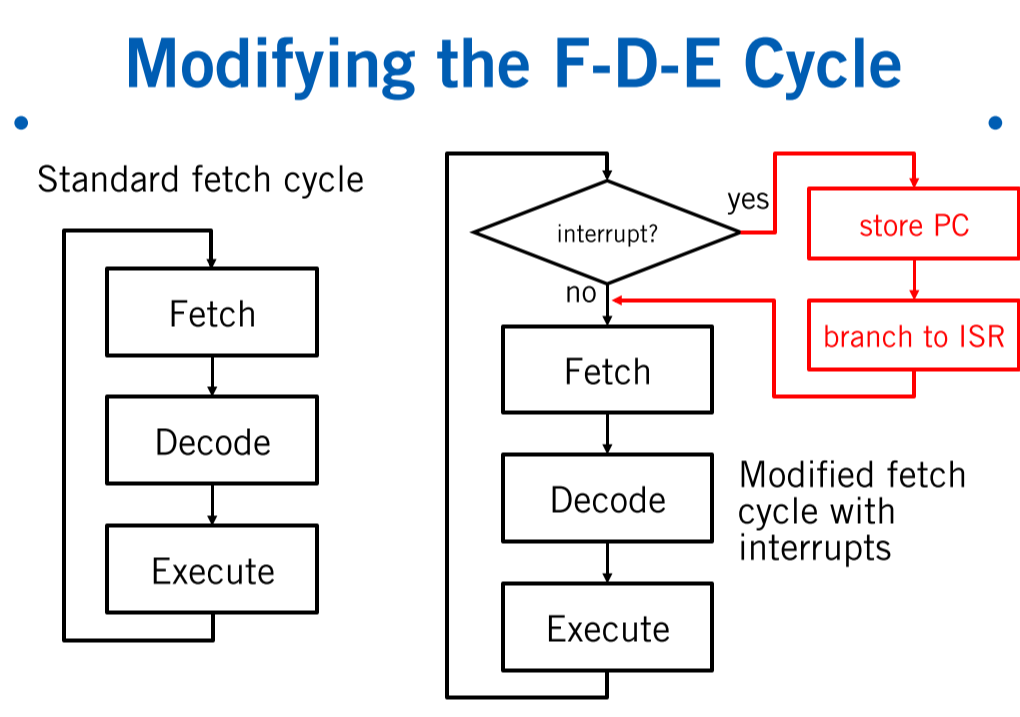 Modifying the F-D-E Cycle
Standard fetch cycle
Fetch
Decode
Execute
interrupt?
yes
no
store PC
branch to ISR
Fetch
Decode
Execute
Modified fetch
cycle with
interrupts